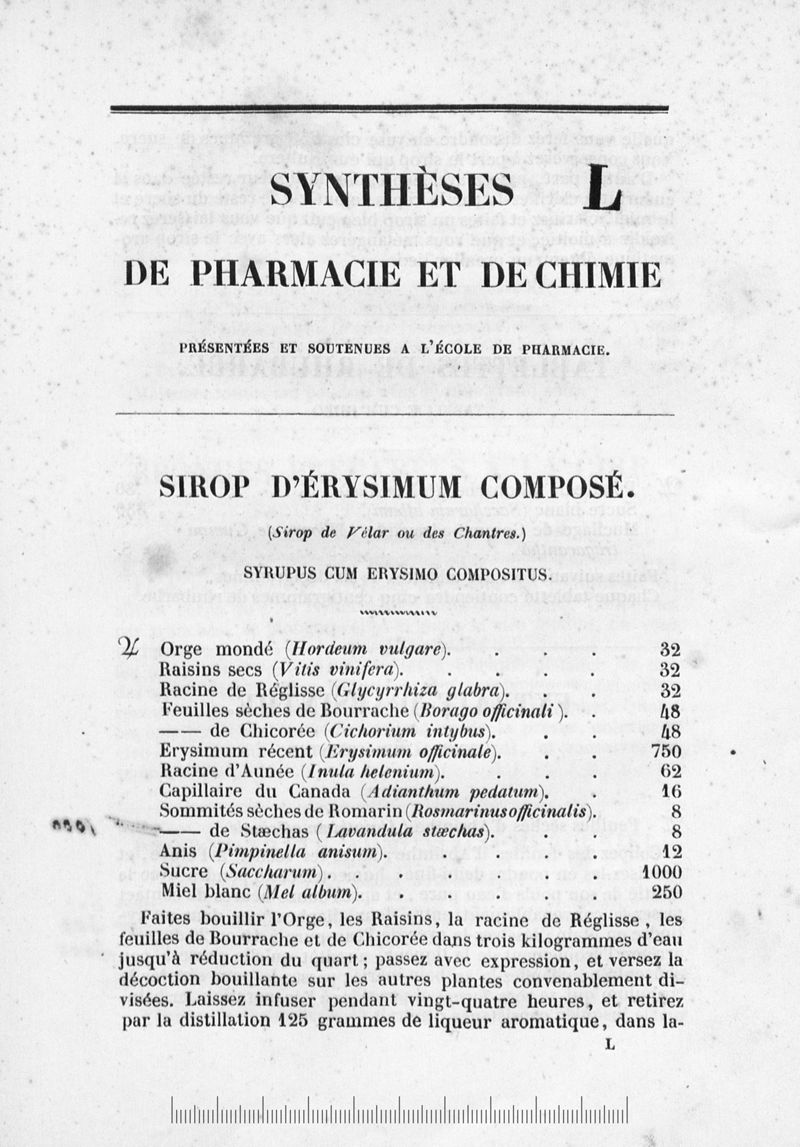 SYNTHÈSES L
DE PHARMACIE ET DE CHIMIE
PRÉSENTÉES ET SOUTENUES A L'ÉCOLE DE PHARMACIE.
SIROP D'ÉRYSIMUM COMPOSÉ.
(Sirop de Vélar ou des Chantres.)
SYRUPUS CUM ERYSIMO COMPOSITUS.
♃ Orge mondé (Hordeum vulgare). . . . 32
Raisins secs (Vitis vinifera). . . . . 32
Racine de Réglisse (Glycyrrhiza glabra). . . 32
Feuilles sèches de Bourrache (Borago officinali ). . 48
—— de Chicorée (Cichorium intybus). . . 48
Erysimum récent (Erysimum officinale). . . 750
Racine d'Aunée (Inula helenium). . . . 62
Capillaire du Canada (Adianthum pedatum). . 16
Sommités sèches de Romarin (Rosmarinus officinalis). 8
—— de Stæchas (Lavandula stæchas). . . 8
Anis (Pimpinella anisum). . . . . 12
Sucre (Saccharum). . . . . . . 1000
Miel blanc (Mel album). . . . . . 250
Faites bouillir l'Orge, les Raisins, la racine de Réglisse , les
feuilles de Bourrache et de Chicorée dans trois kilogrammes d'eau
jusqu'à réduction du quart ; passez avec expression, et versez la
décoction bouillante sur les autres plantes convenablement di-
visées. Laissez infuser pendant vingt-quatre heures, et retirez
par la distillation 125 grammes de liqueur aromatique, dans la-
L